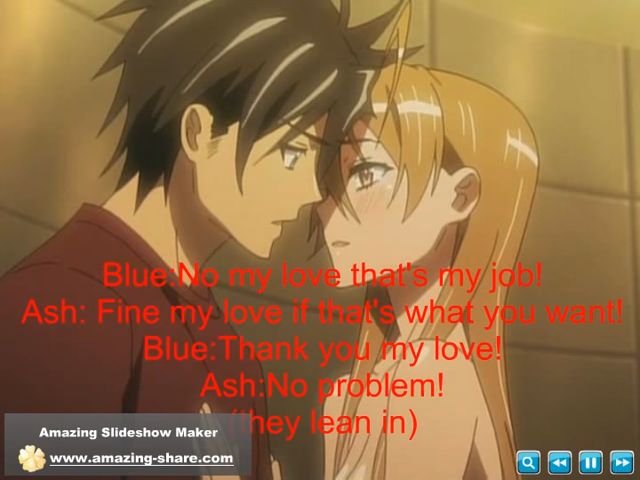 Blue:No my love that's my job!
Ash: Fine my love if that's what you want!
Blue:Thank you my love!
Ash:No problem!
(they lean in)
Amazing Slideshow Maker
www.amazing-share.com